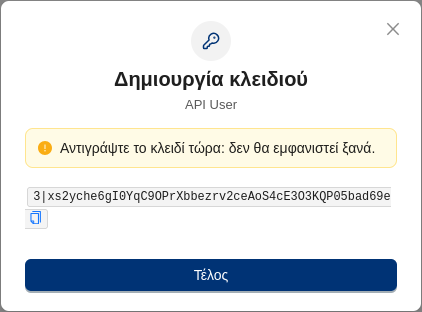 Δημιουργία κλειδιού
API User
Αντιγράψτε το κλειδί τώρα: δεν θα εμφανιστεί ξανά.
3|xs2yche6gI0YqC9OPrXbbezrv2ceAoS4cE3O3KQP05bad69e
Τέλος